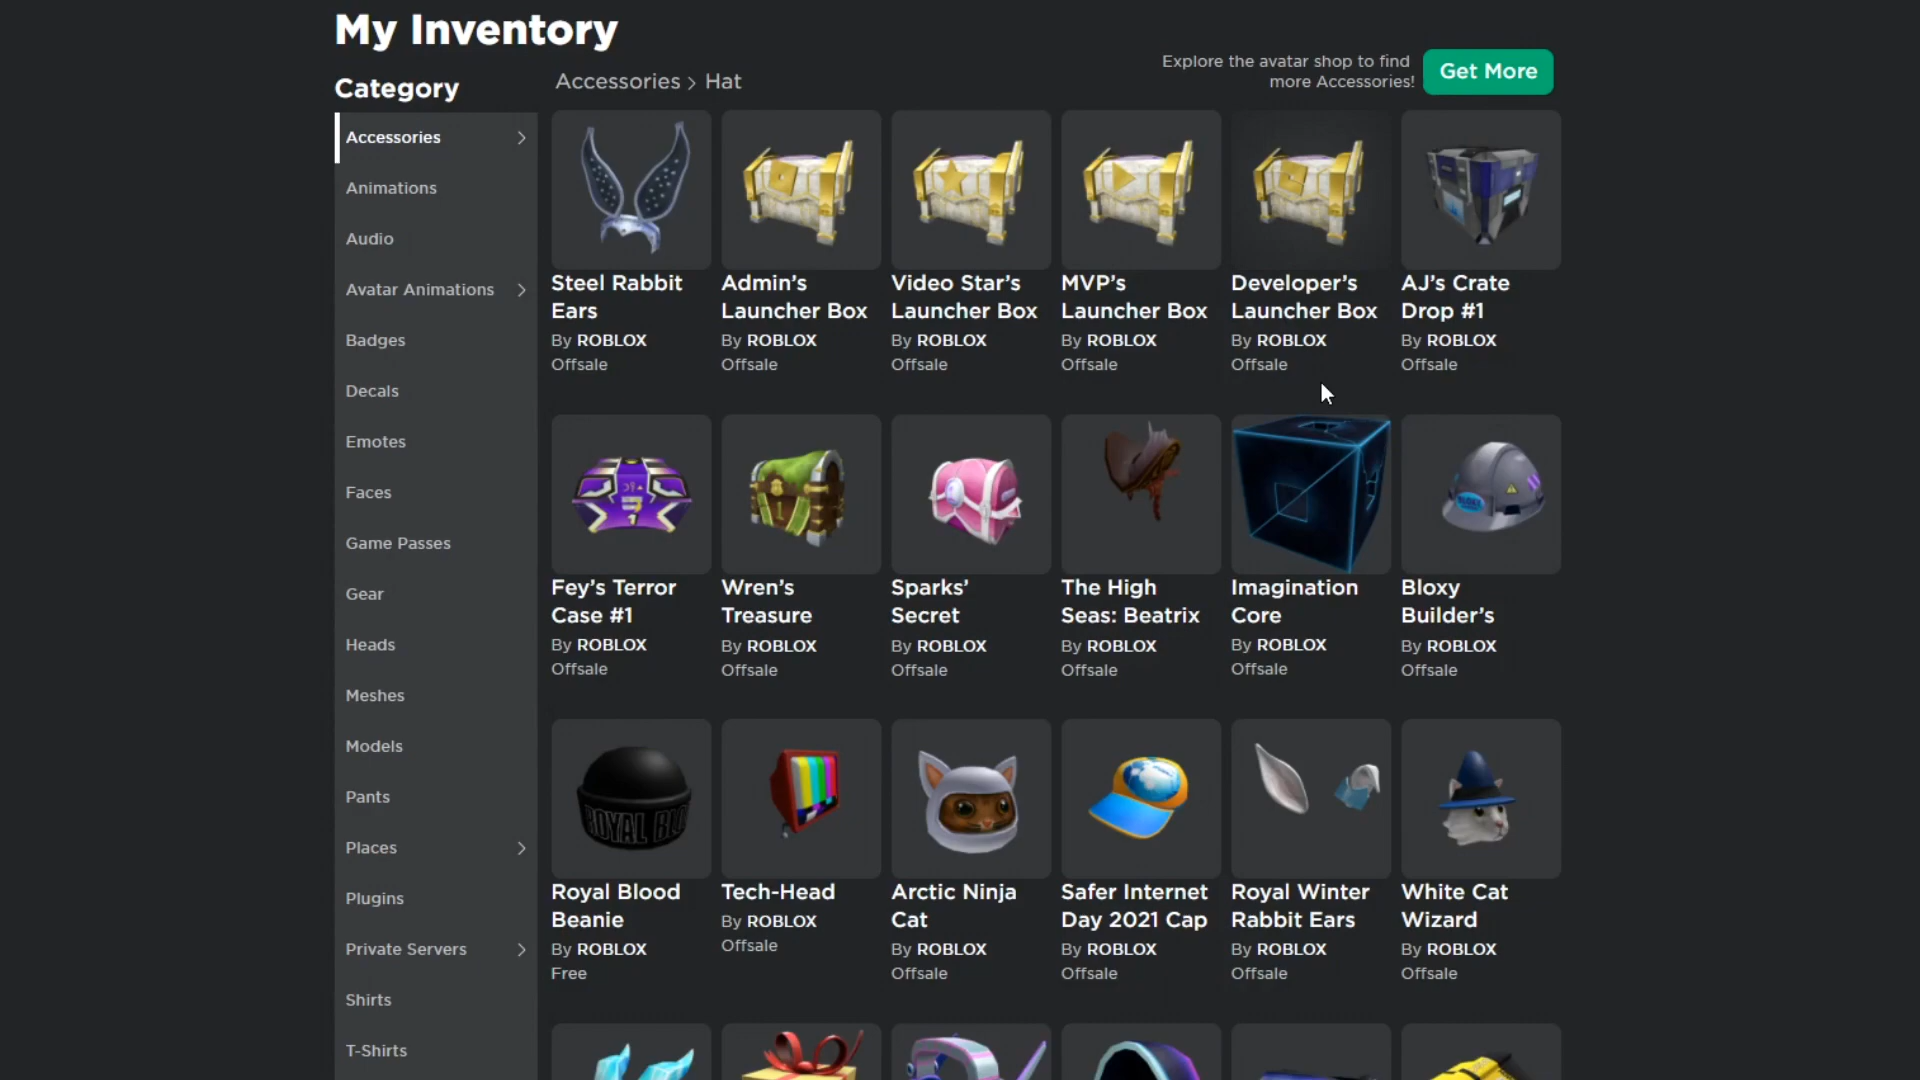 My Inventory
Explore the avatar shop to find
more Accessories!
Get More
Category
Accessories > Hat
Accessories
Animations
Audio
Avatar Animations
Badges
Decals
Emotes
Faces
Game Passes
Gear
Heads
Meshes
Models
Pants
Places
Plugins
Private Servers
Shirts
T-Shirts
Steel Rabbit
Ears
By ROBLOX
Offsale
Admin's
Launcher Box
By ROBLOX
Offsale
Video Star's
Launcher Box
By ROBLOX
Offsale
MVP's
Launcher Box
By ROBLOX
Offsale
Developer's
Launcher Box
By ROBLOX
Offsale
AJ's Crate
Drop #1
By ROBLOX
Offsale
Fey's Terror
Case #1
By ROBLOX
Offsale
Wren's
Treasure
By ROBLOX
Offsale
Sparks'
Secret
By ROBLOX
Offsale
The High
Seas: Beatrix
By ROBLOX
Offsale
Imagination
Core
By ROBLOX
Offsale
Bloxy
Builder's
By ROBLOX
Offsale
ROYAL BLO
Royal Blood
Beanie
By ROBLOX
Free
Tech-Head
By ROBLOX
Offsale
Arctic Ninja
Cat
By ROBLOX
Offsale
Safer Internet
Day 2021 Cap
By ROBLOX
Offsale
Royal Winter
Rabbit Ears
By ROBLOX
Offsale
White Cat
Wizard
By ROBLOX
Offsale